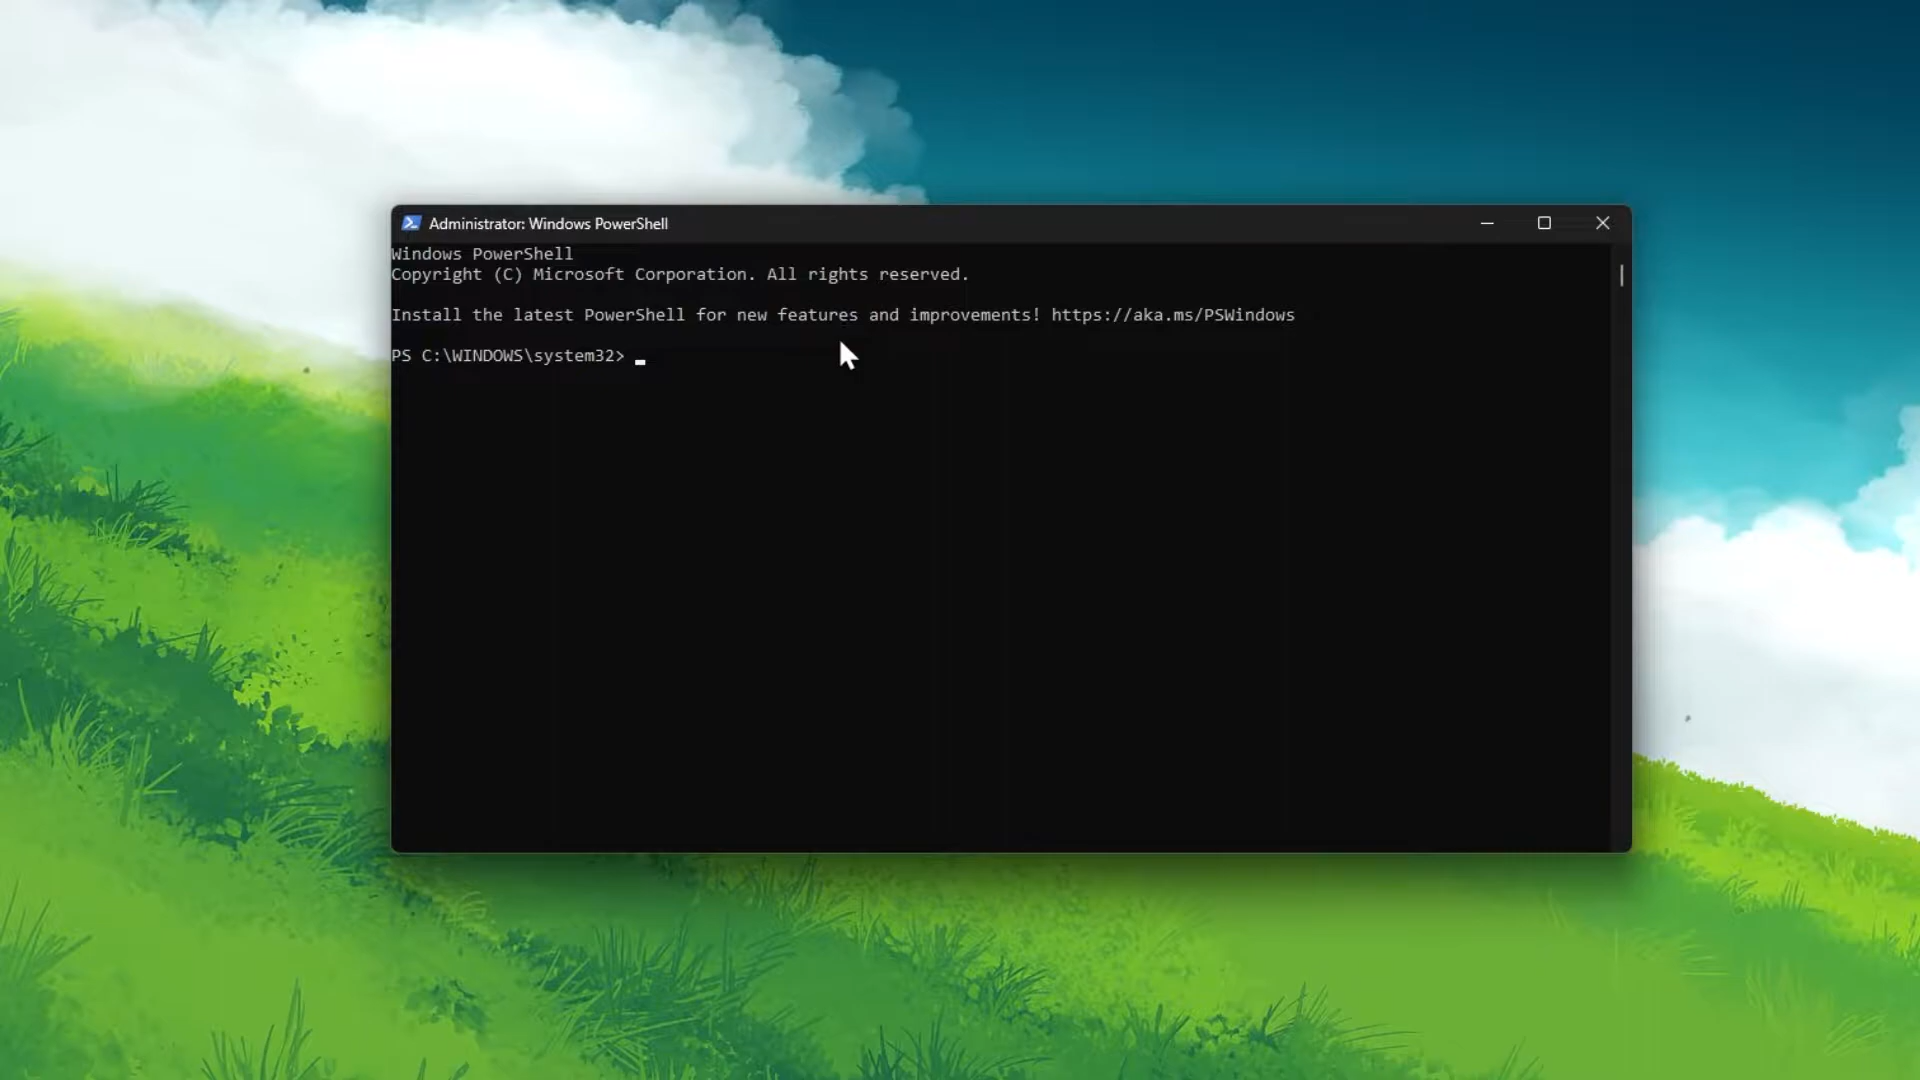 Administrator: Windows PowerShell
Windows PowerShell
Copyright (C) Microsoft Corporation. All rights reserved.
Install the latest PowerShell for new features and improvements! https://aka.ms/PSWindows
PS C:\WINDOWS\system32>